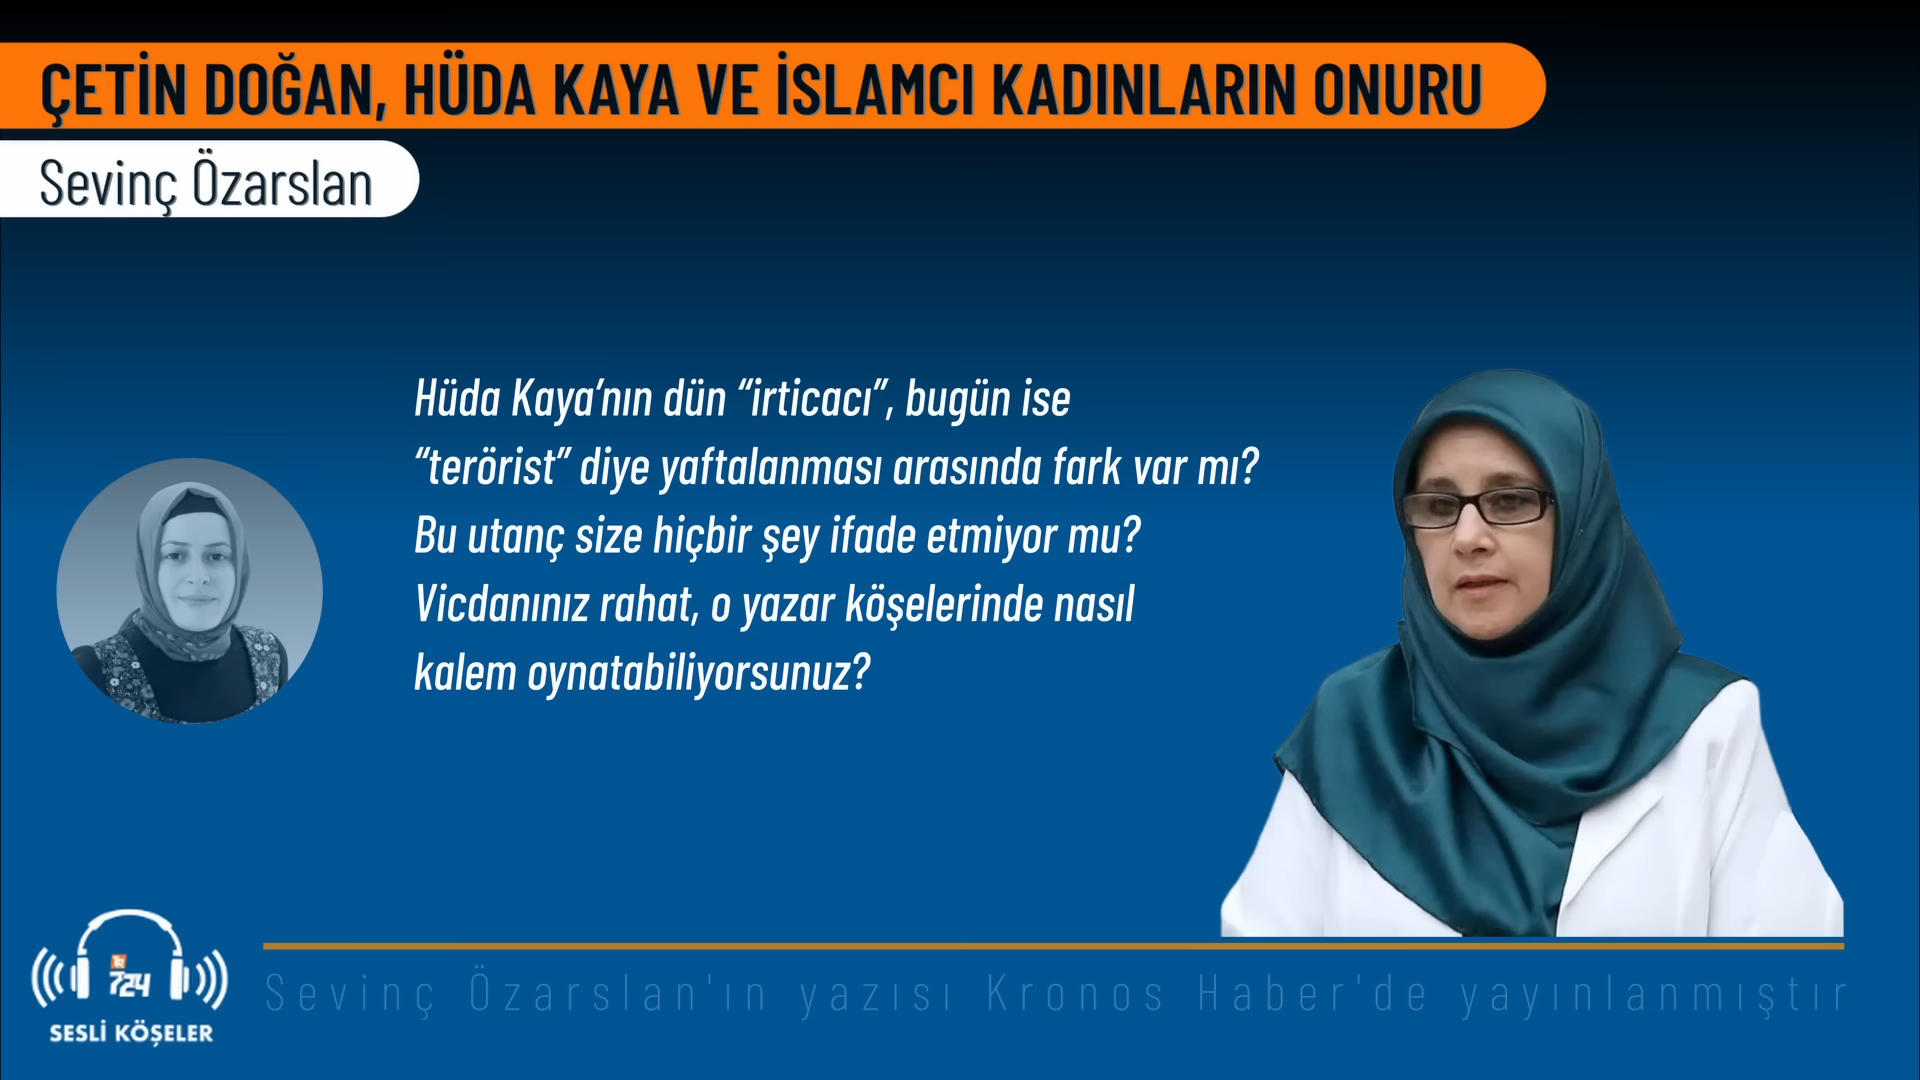 ÇETİN DOĞAN, HÜDA KAYA VE İSLAMCI KADINLARIN ONURU
Sevinç Özarslan
Hüda Kaya’nın dün “irticacı”, bugün ise
“terörist” diye yaftalanması arasında fark var mı?
Bu utanç size hiçbir şey ifade etmiyor mu?
Vicdanınız rahat, o yazar köşelerinde nasıl
kalem oynatabiliyorsunuz?
TR
724
SESLİ KÖŞELER
Sevinç Özarslan'ın yazısı Kronos Haber'de yayınlanmıştır